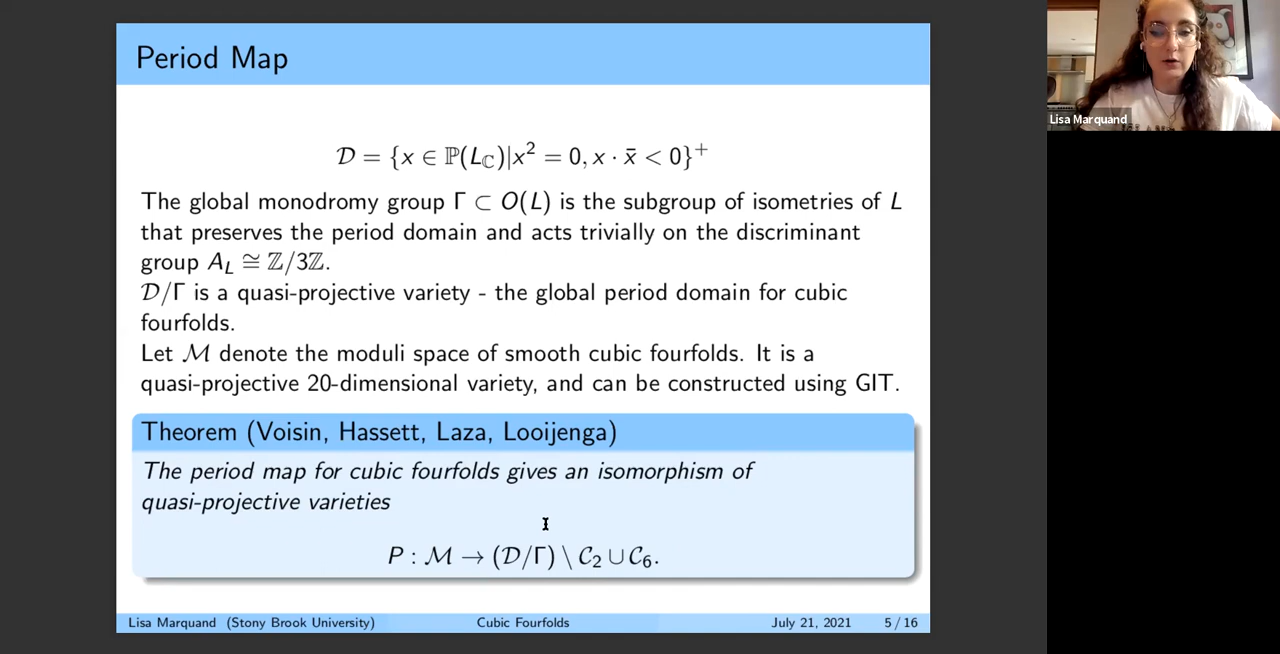 Period Map
𝒟 = {x ∈ ℙ(L_ℂ)|x² = 0, x · x̄ < 0}⁺
The global monodromy group Γ ⊂ O(L) is the subgroup of isometries of L
that preserves the period domain and acts trivially on the discriminant
group A_L ≅ ℤ/3ℤ.
𝒟/Γ is a quasi-projective variety - the global period domain for cubic
fourfolds.
Let ℳ denote the moduli space of smooth cubic fourfolds. It is a
quasi-projective 20-dimensional variety, and can be constructed using GIT.
Theorem (Voisin, Hassett, Laza, Looijenga)
The period map for cubic fourfolds gives an isomorphism of
quasi-projective varieties
P : ℳ → (𝒟/Γ) \ 𝒞₂ ∪ 𝒞₆.
Lisa Marquand (Stony Brook University) Cubic Fourfolds July 21, 2021 5 / 16
Lisa Marquand